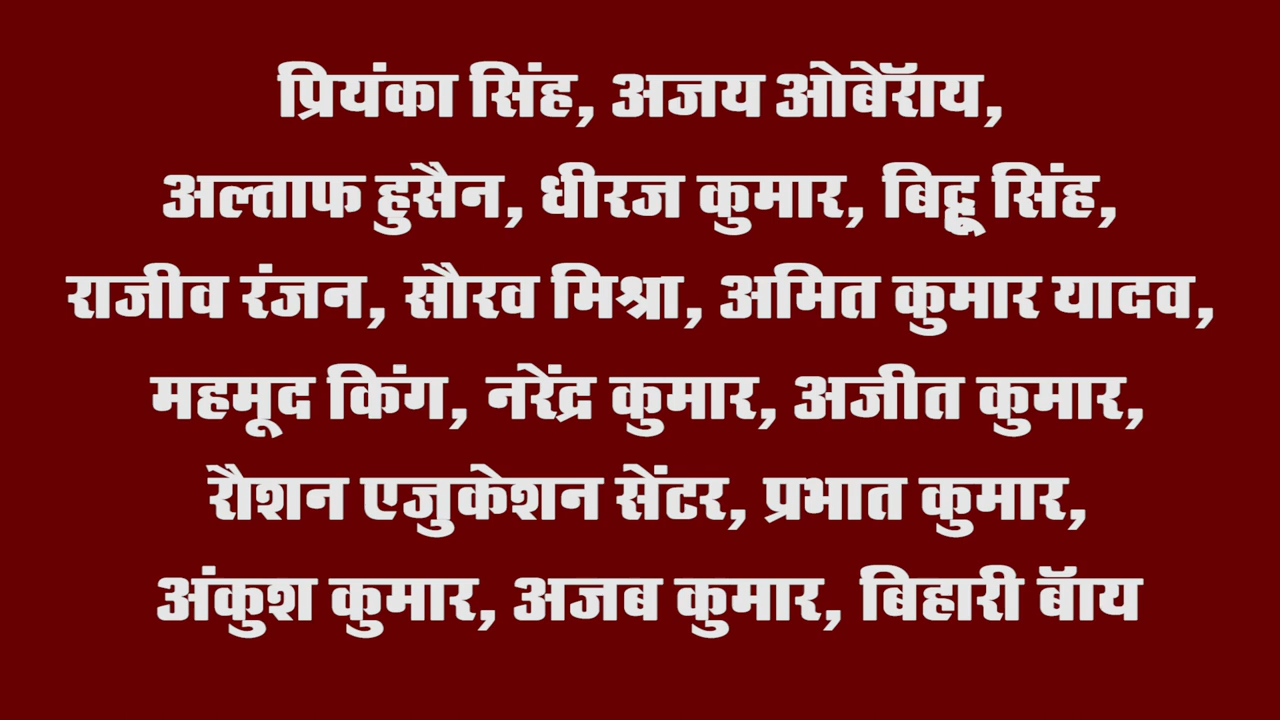 प्रियंका सिंह, अजय ओबेरॉय,
अल्ताफ हुसैन, धीरज कुमार, बिट्टू सिंह,
राजीव रंजन, सौरव मिश्रा, अमित कुमार यादव,
महमूद किंग, नरेंद्र कुमार, अजीत कुमार,
रौशन एजुकेशन सेंटर, प्रभात कुमार,
अंकुश कुमार, अजब कुमार, बिहारी बॉय